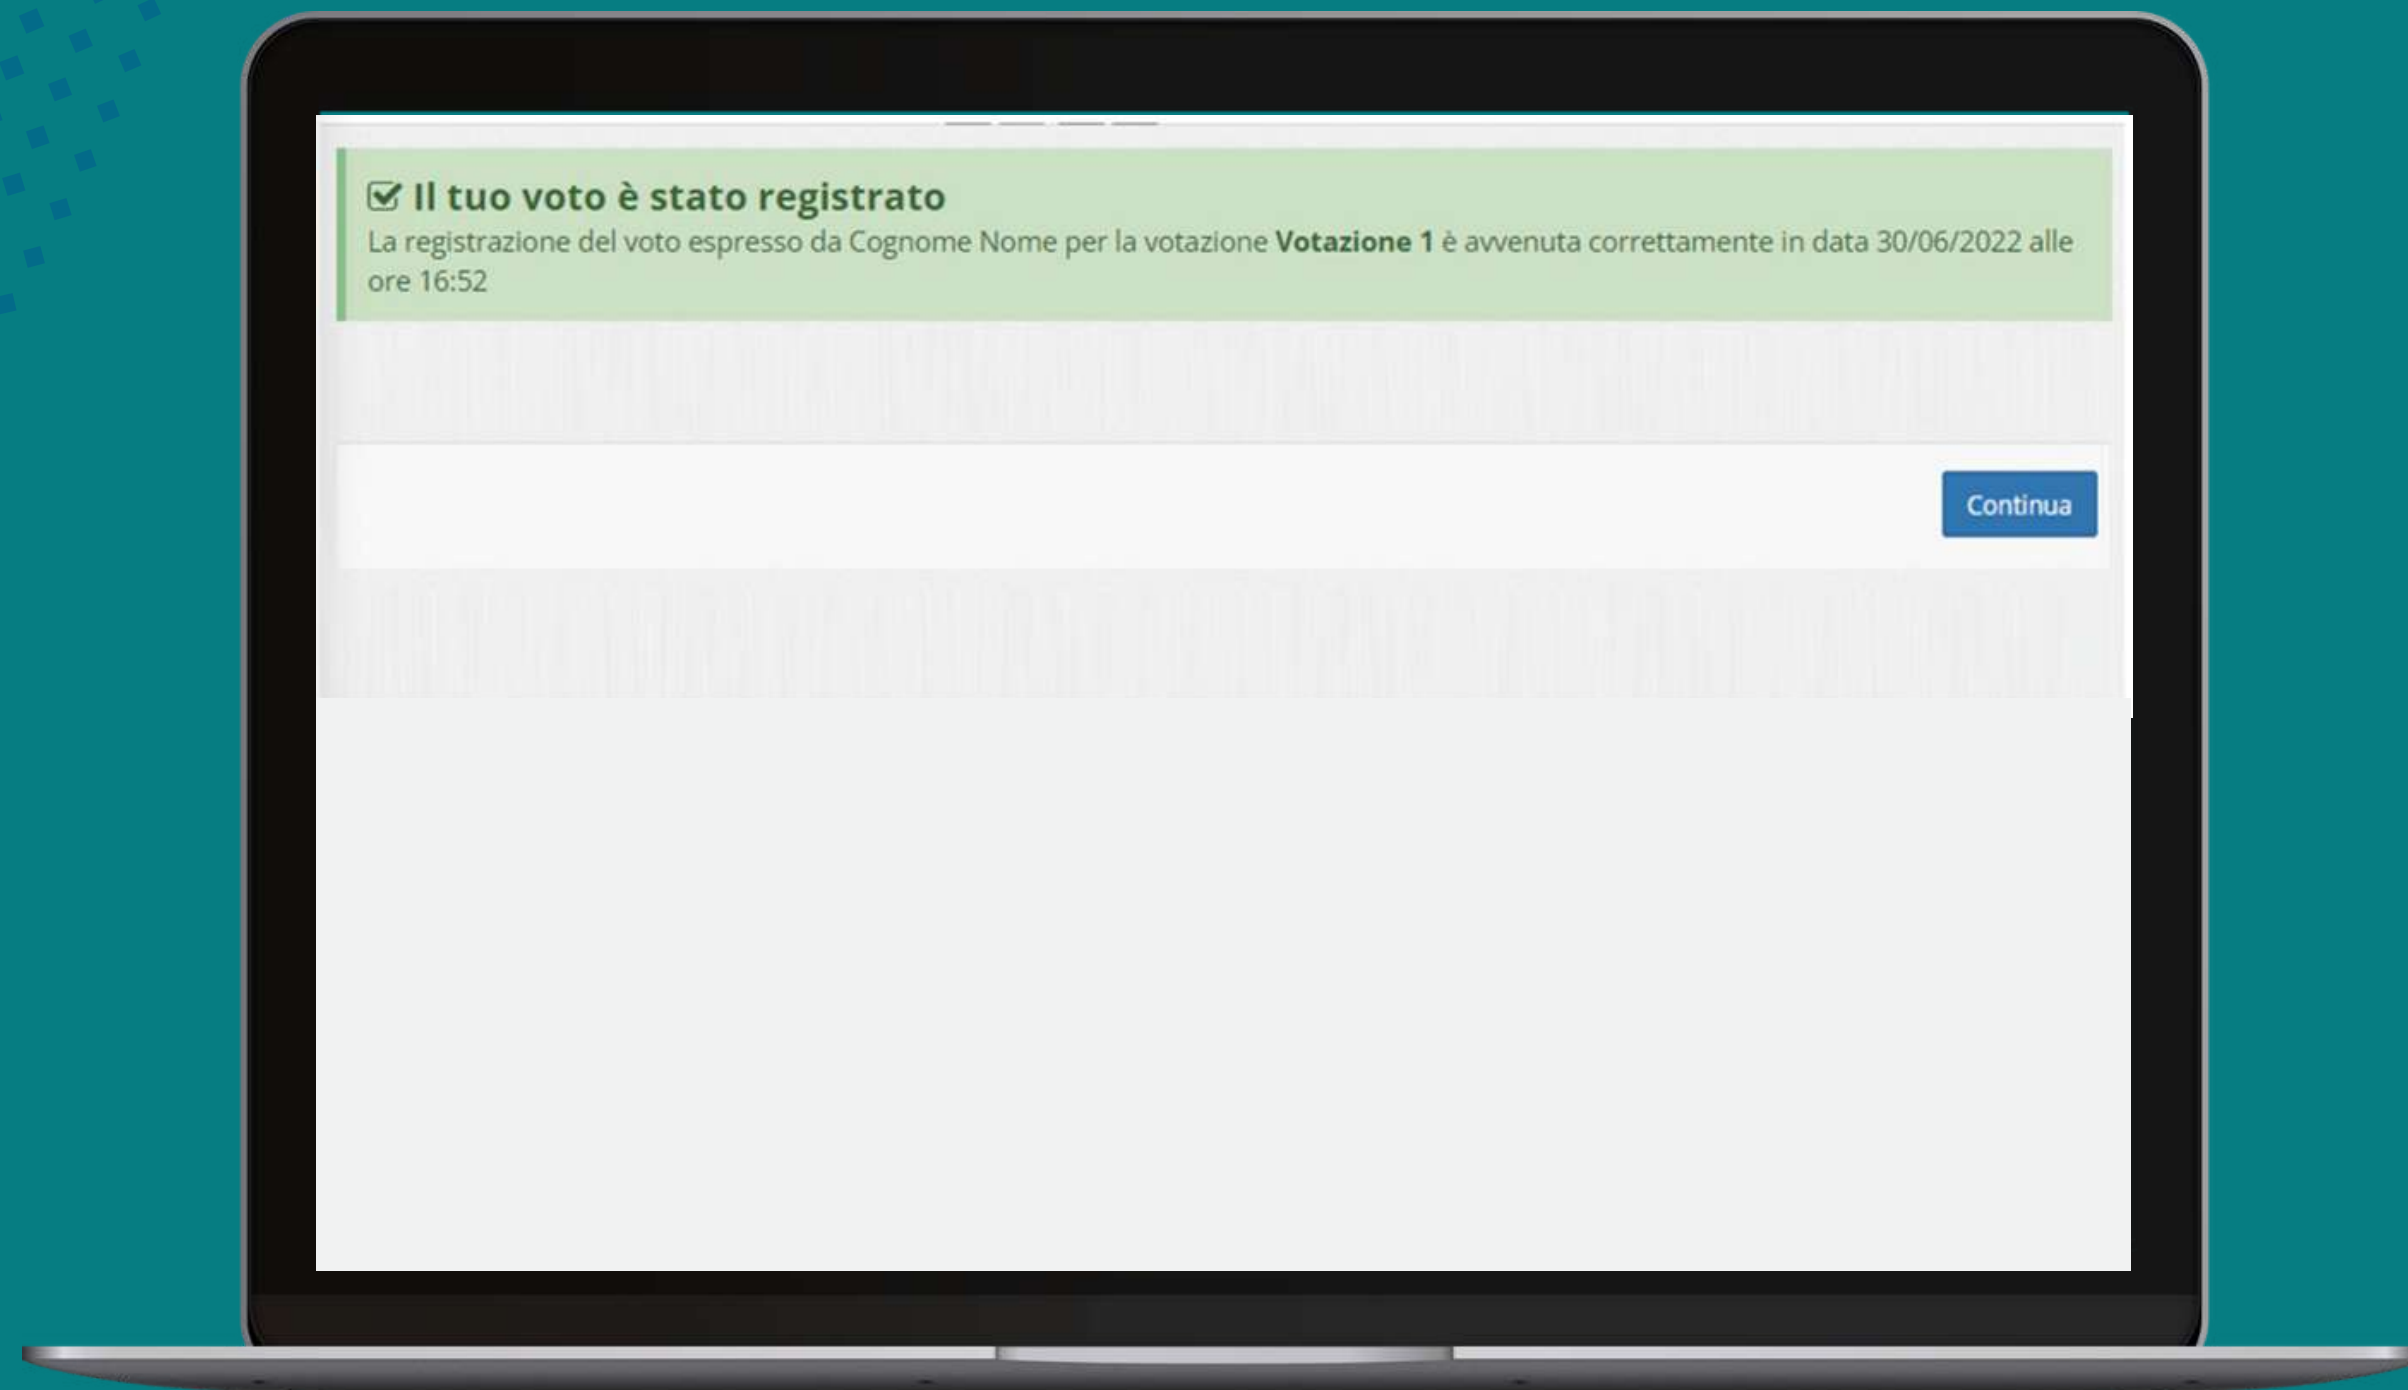 Il tuo voto è stato registrato
La registrazione del voto espresso da Cognome Nome per la votazione Votazione 1 è avvenuta correttamente in data 30/06/2022 alle
ore 16:52
Continua